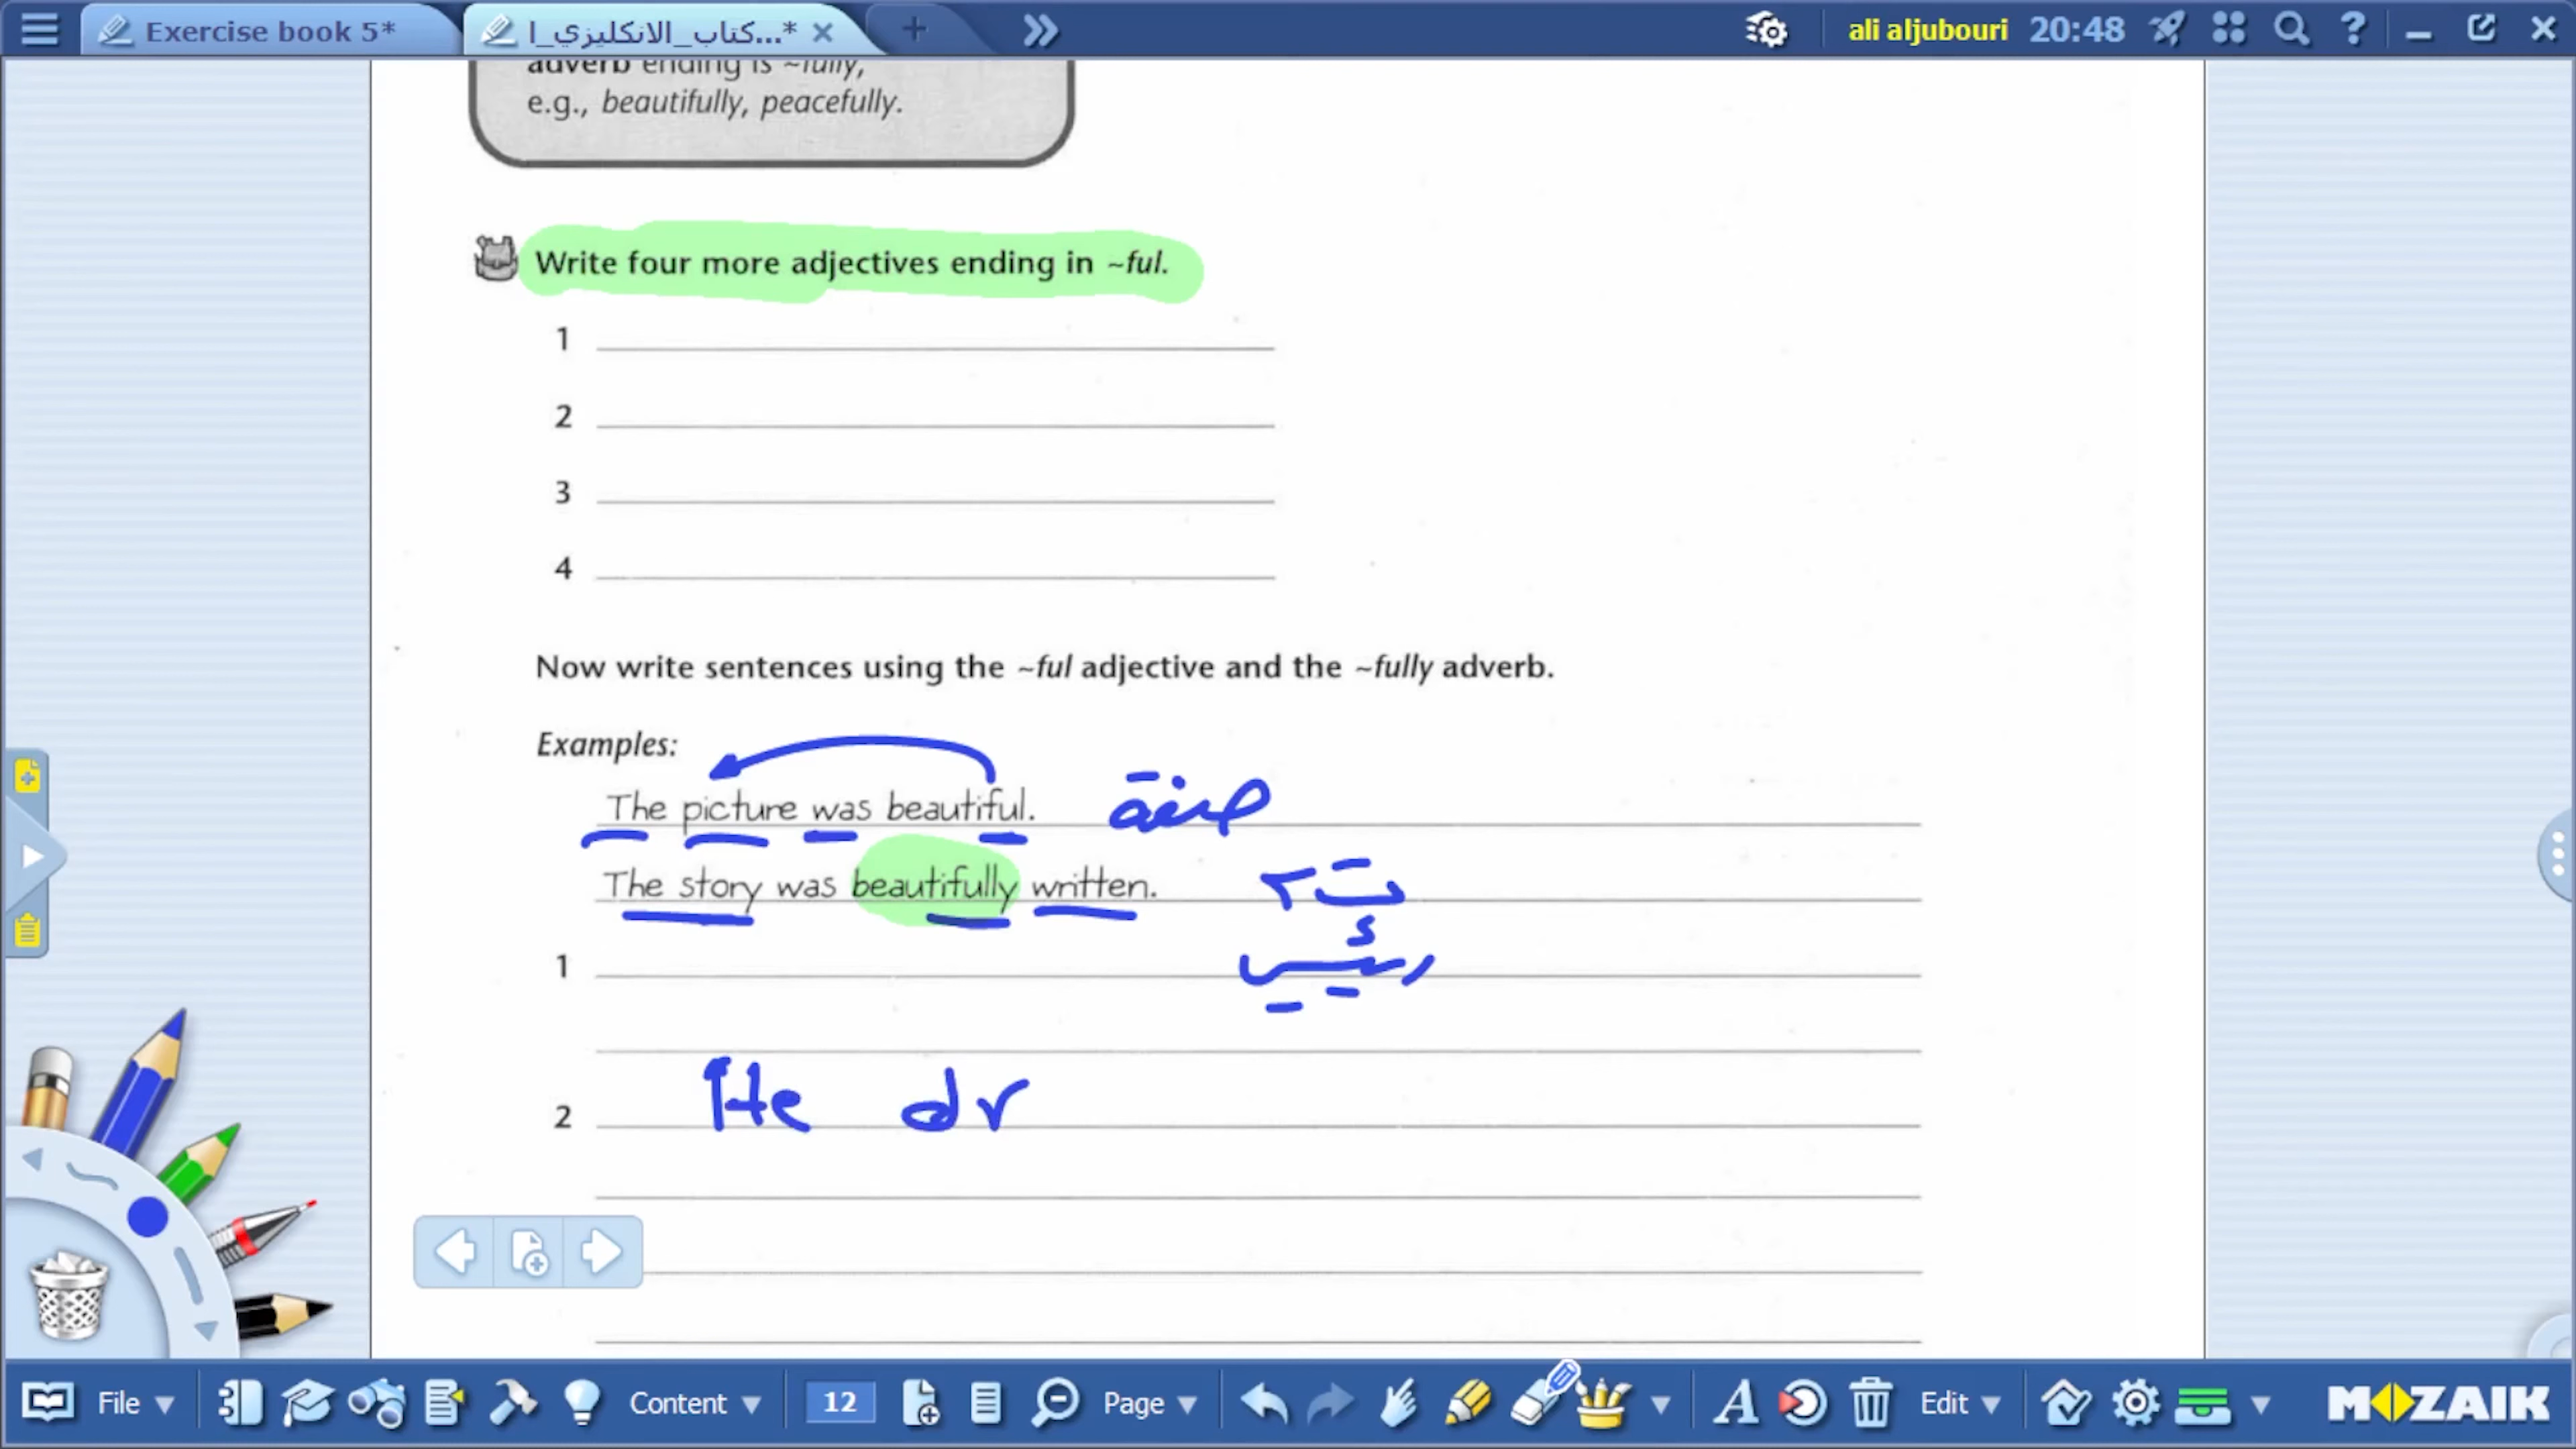 Exercise book 5*
كتاب_الانكليزي_ا...*
ali aljubouri 20:48
adverb ending is ~fully,
e.g., beautifully, peacefully.
Write four more adjectives ending in ~ful.
1
2
3
4
Now write sentences using the ~ful adjective and the ~fully adverb.
Examples:
The picture was beautiful. صفة
The story was beautifully written.
1
2 He dr
File Content 12 Page Edit MOZAIK